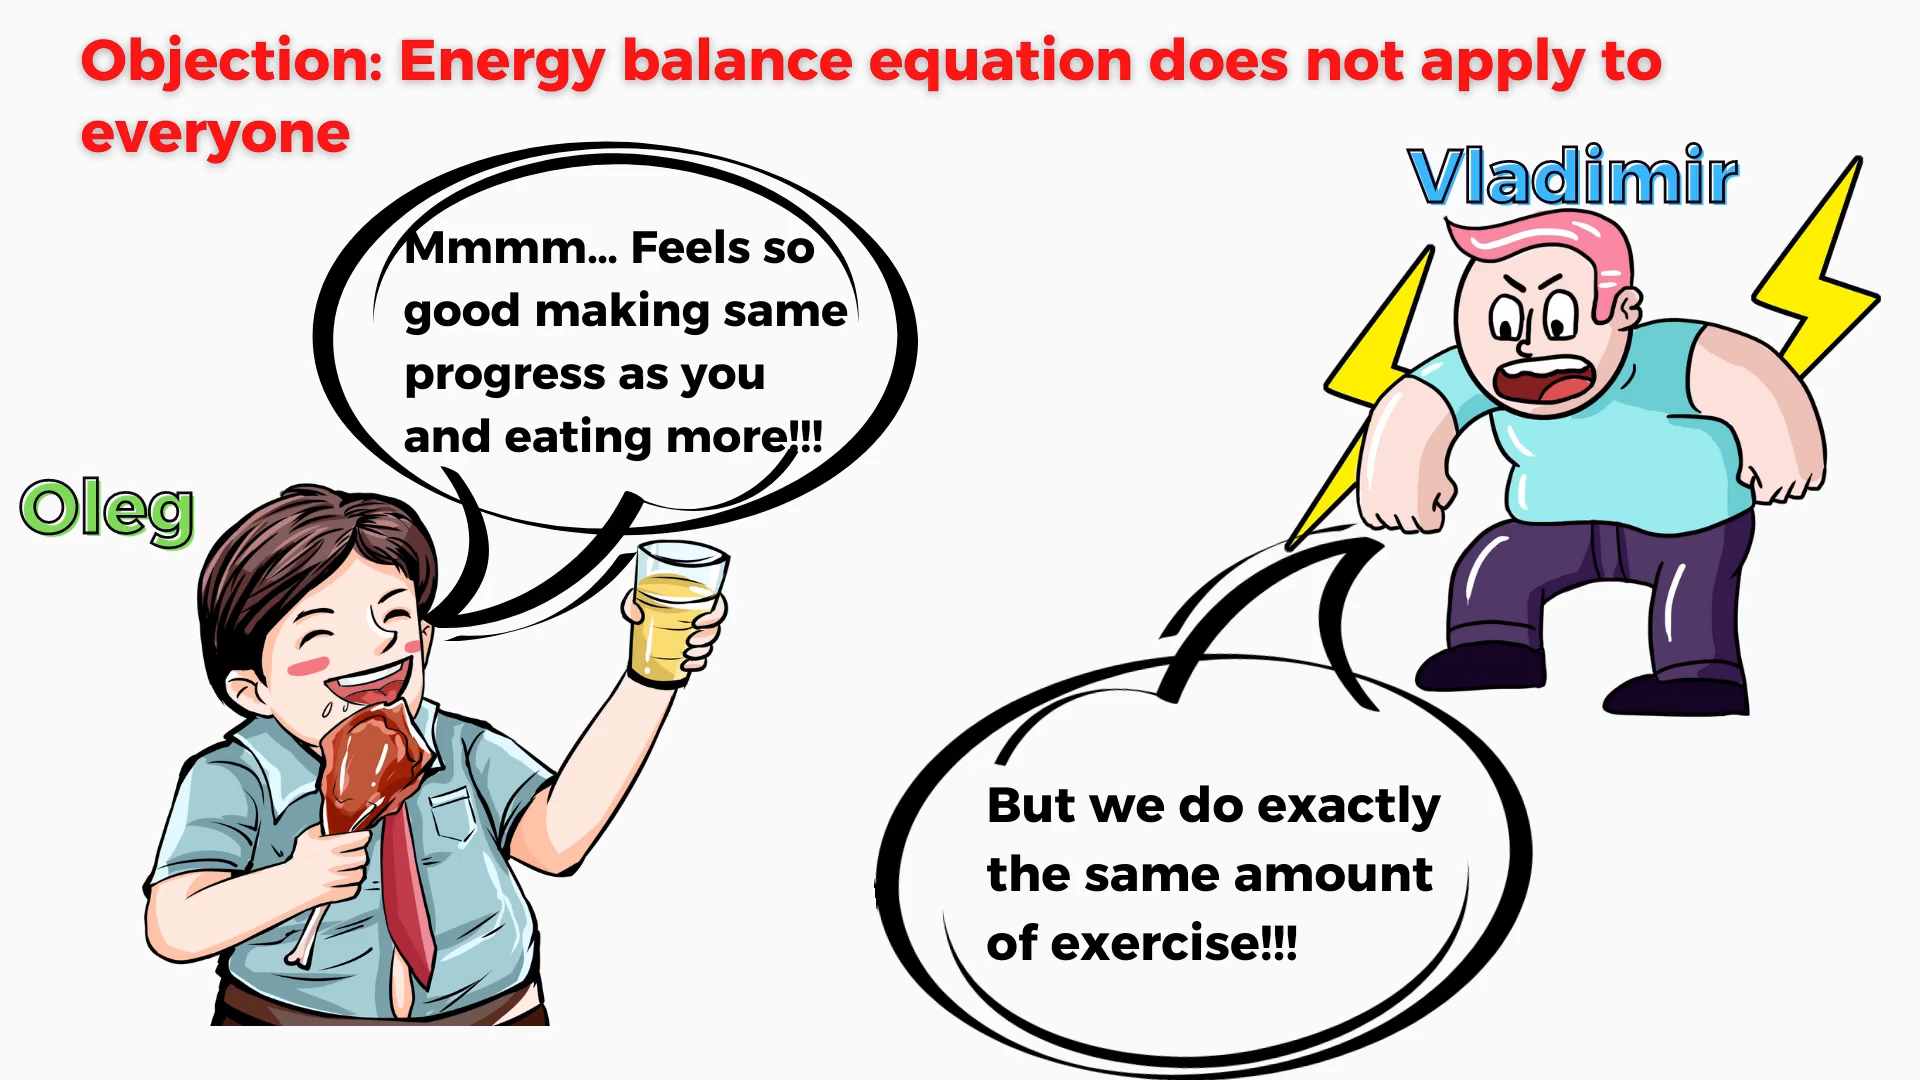 Objection: Energy balance equation does not apply to
everyone
Vladimir
Mmmm... Feels so
good making same
progress as you
and eating more!!!
Oleg
But we do exactly
the same amount
of exercise!!!